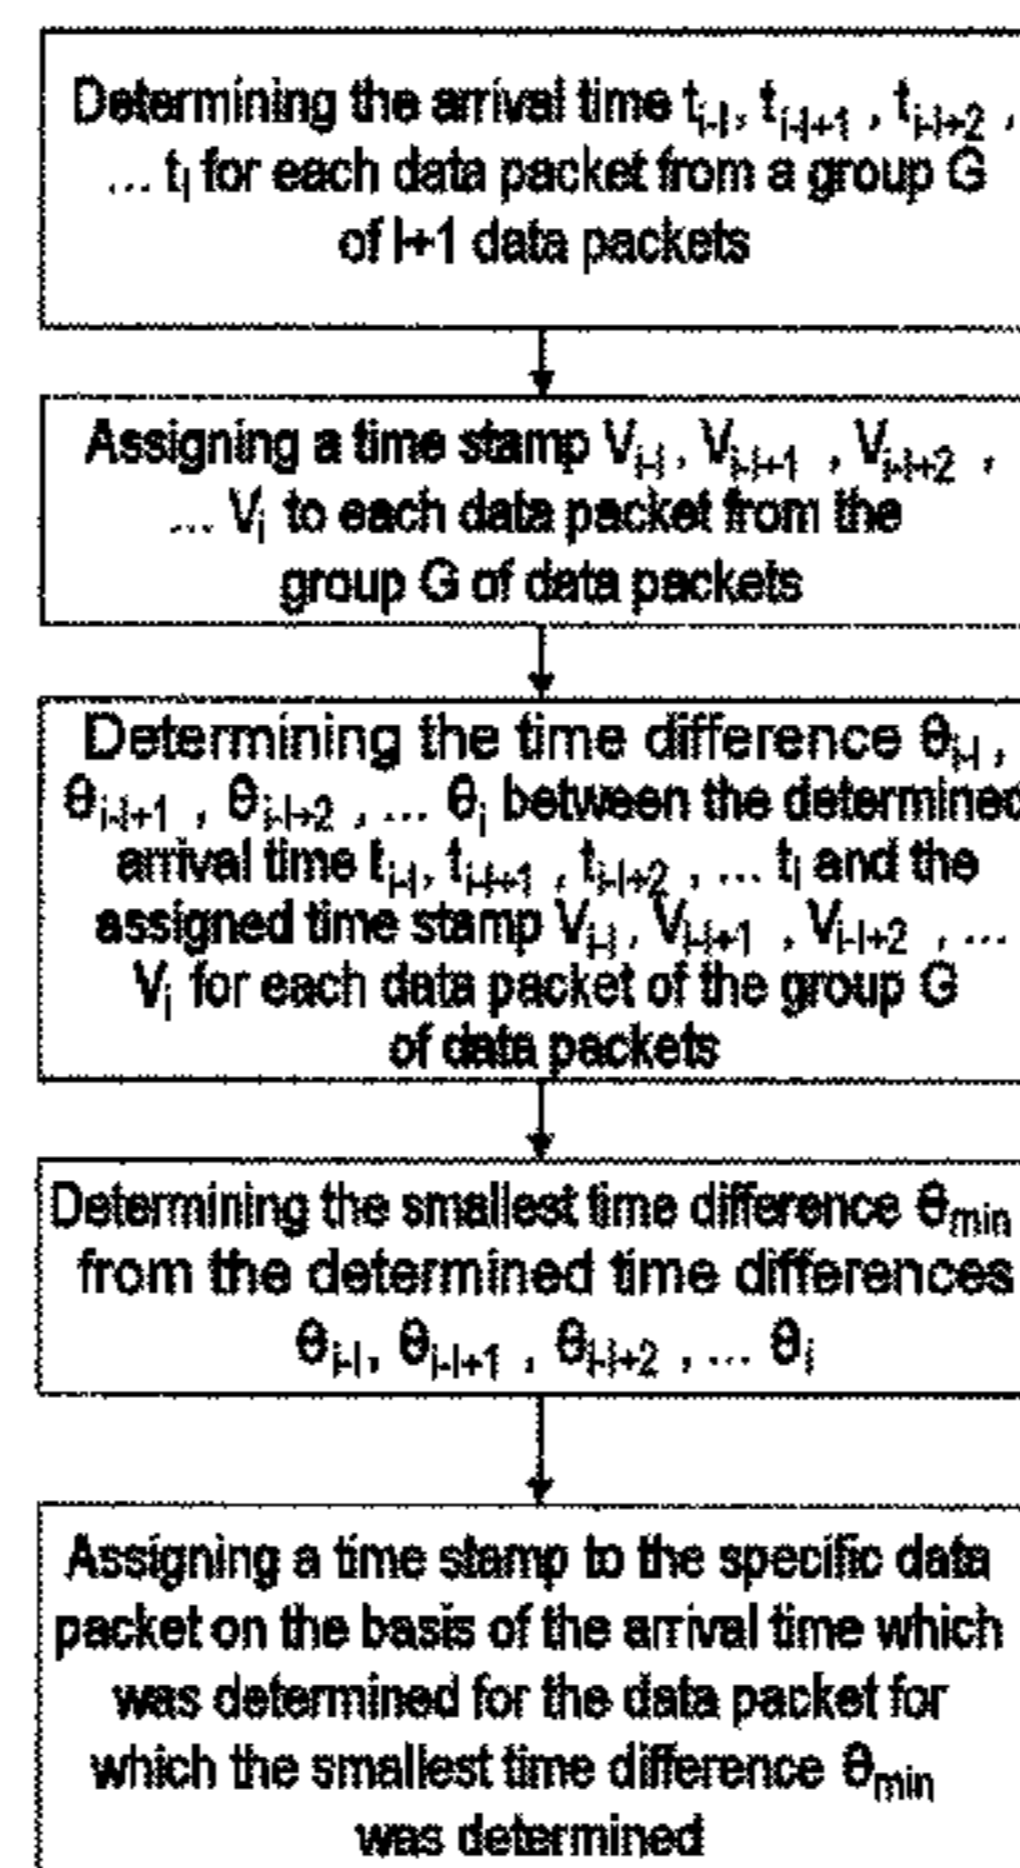 Determining the arrival time t_{i-l}, t_{i-l+1} , t_{i-l+2} ,
... t_i for each data packet from a group G
of l+1 data packets
Assigning a time stamp V_{i-l}, V_{i-l+1} , V_{i-l+2} ,
... V_i to each data packet from the
group G of data packets
Determining the time difference θ_{i-l} ,
θ_{i-l+1} , θ_{i-l+2} , ... θ_i between the determined
arrival time t_{i-l}, t_{i-l+1} , t_{i-l+2} , ... t_i and the
assigned time stamp V_{i-l}, V_{i-l+1} , V_{i-l+2} , ...
V_i for each data packet of the group G
of data packets
Determining the smallest time difference θ_{min}
from the determined time differences
θ_{i-l}, θ_{i-l+1} , θ_{i-l+2} , ... θ_i
Assigning a time stamp to the specific data
packet on the basis of the arrival time which
was determined for the data packet for
which the smallest time difference θ_{min}
was determined